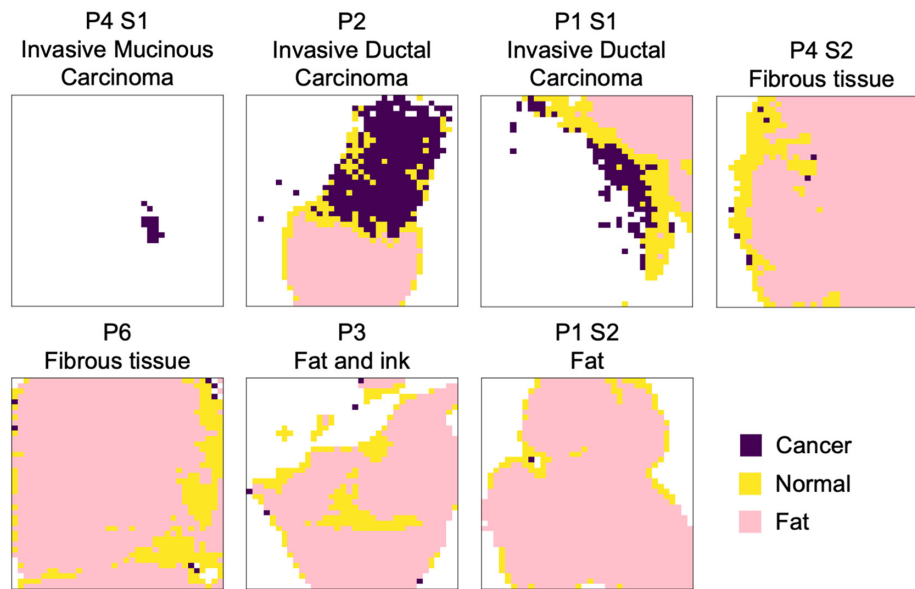 P4 S1
Invasive Mucinous
Carcinoma
P2
Invasive Ductal
Carcinoma
P1 S1
Invasive Ductal
Carcinoma
P4 S2
Fibrous tissue
P6
Fibrous tissue
P3
Fat and ink
P1 S2
Fat
Cancer
Normal
Fat